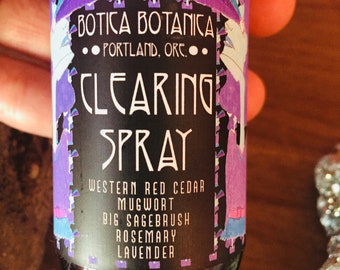 BOTICA BOTANICA
PORTLAND, ORE.
CLEARING
SPRAY
WESTERN RED CEDAR
MUGWORT
BIG SAGEBRUSH
ROSEMARY
LAVENDER